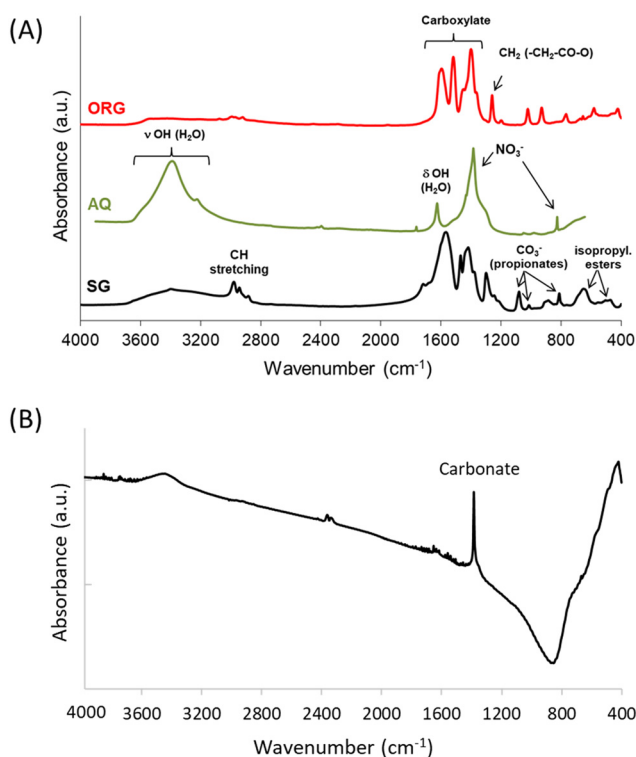 (A)
Carboxylate
CH2 (-CH2-CO-O)
ORG
ν OH (H2O)
NO3-
δ OH
(H2O)
AQ
CH
stretching
CO3-
(propionates)
isopropyl.
esters
SG
Absorbance (a.u.)
4000 3600 3200 2800 2400 2000 1600 1200 800 400
Wavenumber (cm-1)
(B)
Carbonate
Absorbance (a.u.)
4000 3600 3200 2800 2400 2000 1600 1200 800 400
Wavenumber (cm-1)